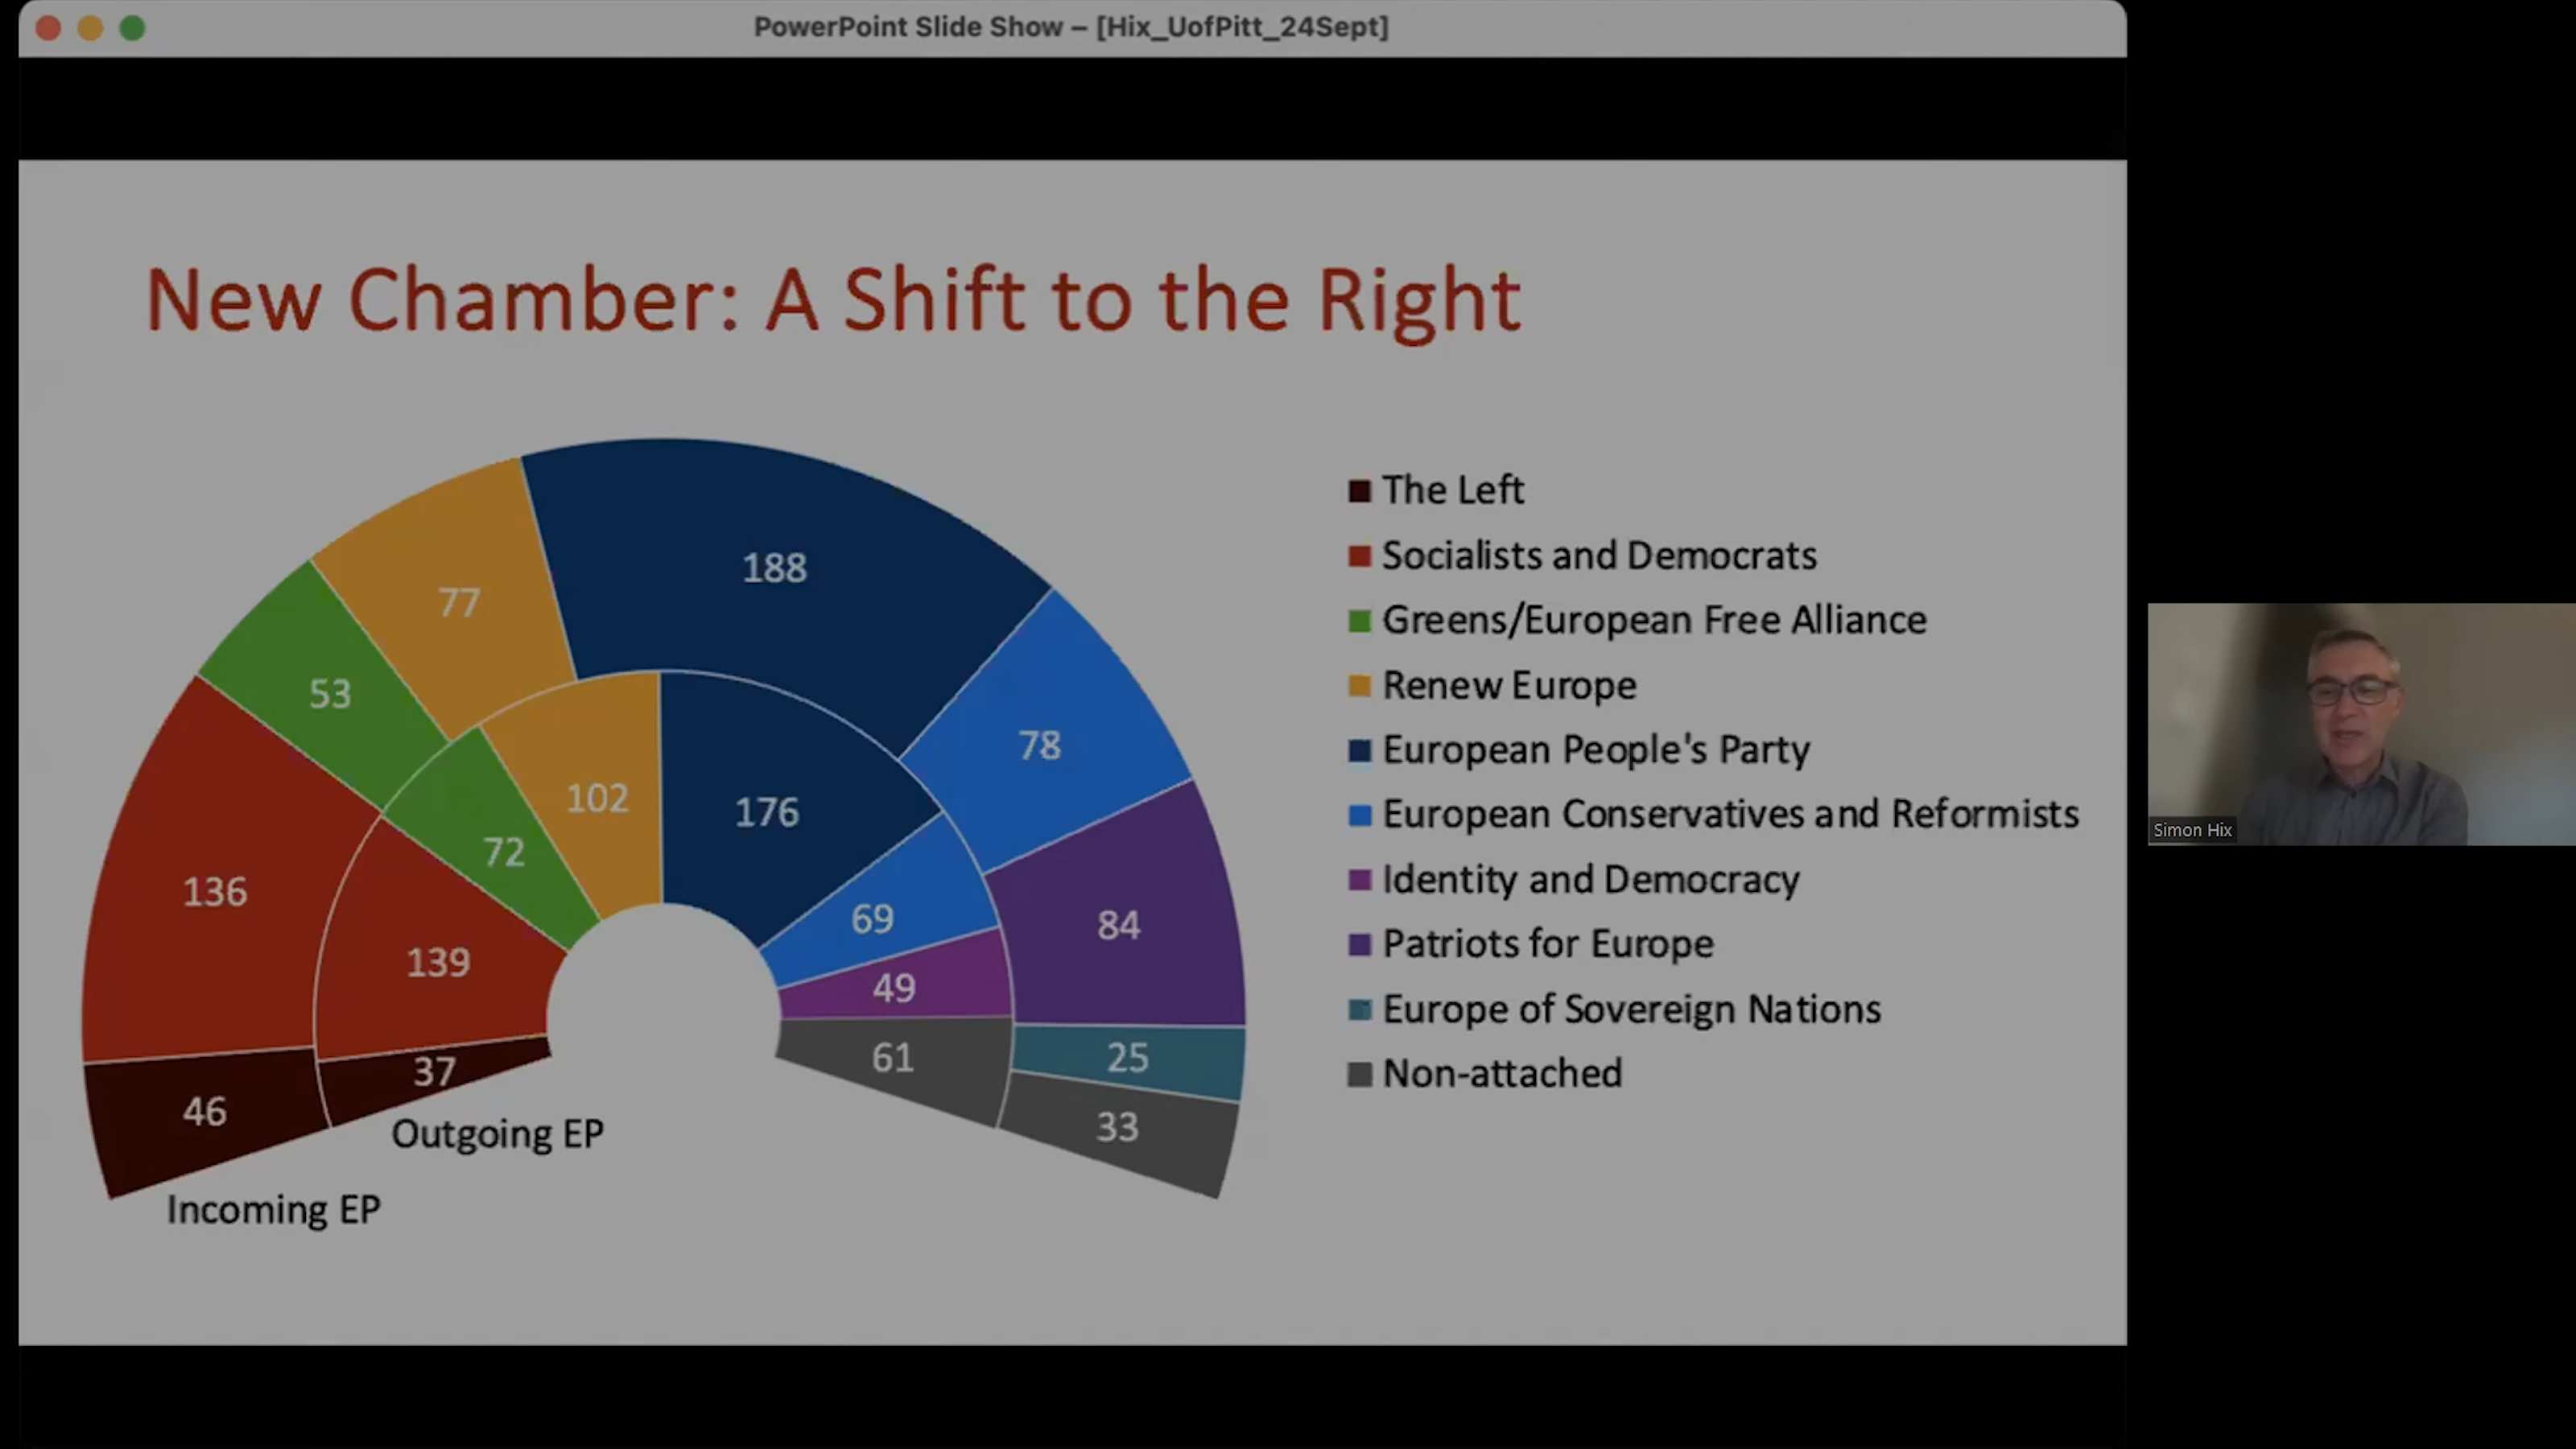 PowerPoint Slide Show – [Hix_UofPitt_24Sept]
New Chamber: A Shift to the Right
188
77
53
136
46
78
84
25
33
176
102
72
139
37
69
49
61
Outgoing EP
Incoming EP
The Left
Socialists and Democrats
Greens/European Free Alliance
Renew Europe
European People's Party
European Conservatives and Reformists
Identity and Democracy
Patriots for Europe
Europe of Sovereign Nations
Non-attached
Simon Hix